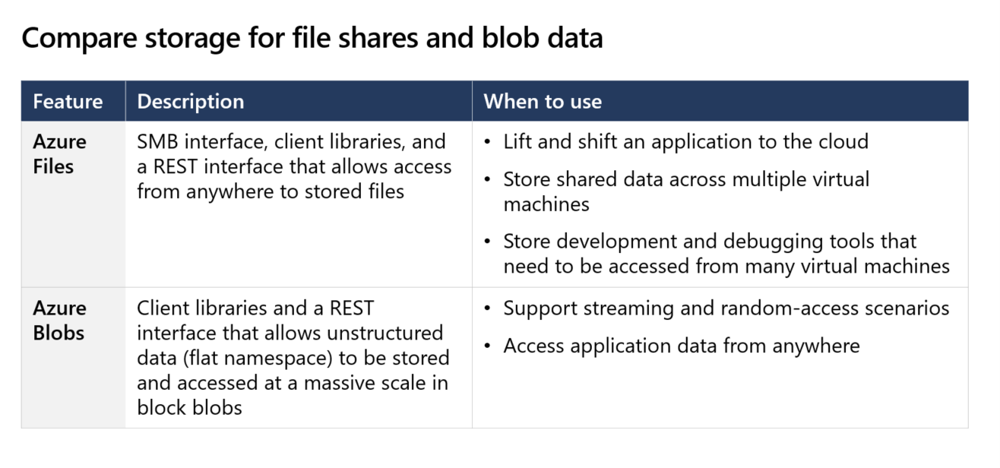 Compare storage for file shares and blob data
Feature
Description
When to use
Azure
Files
SMB interface, client libraries, and
a REST interface that allows access
from anywhere to stored files
• Lift and shift an application to the cloud
• Store shared data across multiple virtual
machines
• Store development and debugging tools that
need to be accessed from many virtual machines
Azure
Blobs
Client libraries and a REST
interface that allows unstructured
data (flat namespace) to be stored
and accessed at a massive scale in
block blobs
• Support streaming and random-access scenarios
• Access application data from anywhere